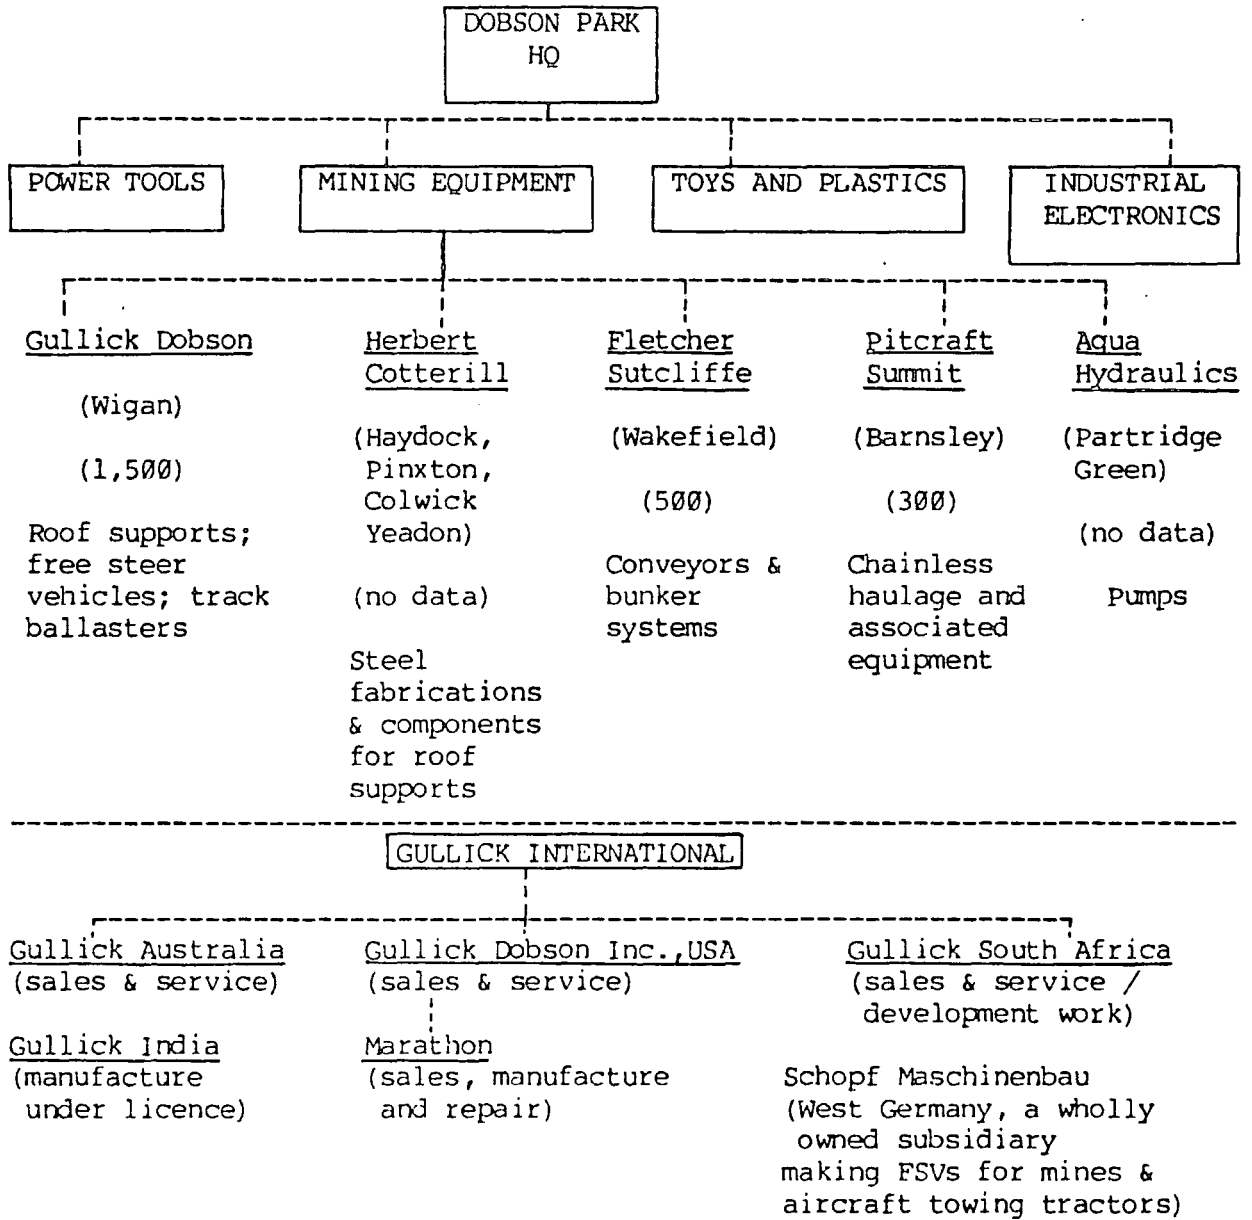 DOBSON PARK
HQ
POWER TOOLS
MINING EQUIPMENT
TOYS AND PLASTICS
INDUSTRIAL
ELECTRONICS
Gullick Dobson
(Wigan)
(1,500)
Roof supports;
free steer
vehicles; track
ballasters
Herbert
Cotterill
(Haydock,
Pinxton,
Colwick
Yeadon)
(no data)
Steel
fabrications
& components
for roof
supports
Fletcher
Sutcliffe
(Wakefield)
(500)
Conveyors &
bunker
systems
Pitcraft
Summit
(Barnsley)
(300)
Chainless
haulage and
associated
equipment
Aqua
Hydraulics
(Partridge
Green)
(no data)
Pumps
GULLICK INTERNATIONAL
Gullick Australia
(sales & service)
Gullick India
(manufacture
under licence)
Gullick Dobson Inc.,USA
(sales & service)
Marathon
(sales, manufacture
and repair)
Gullick South Africa
(sales & service /
development work)
Schopf Maschinenbau
(West Germany, a wholly
owned subsidiary
making FSVs for mines &
aircraft towing tractors)